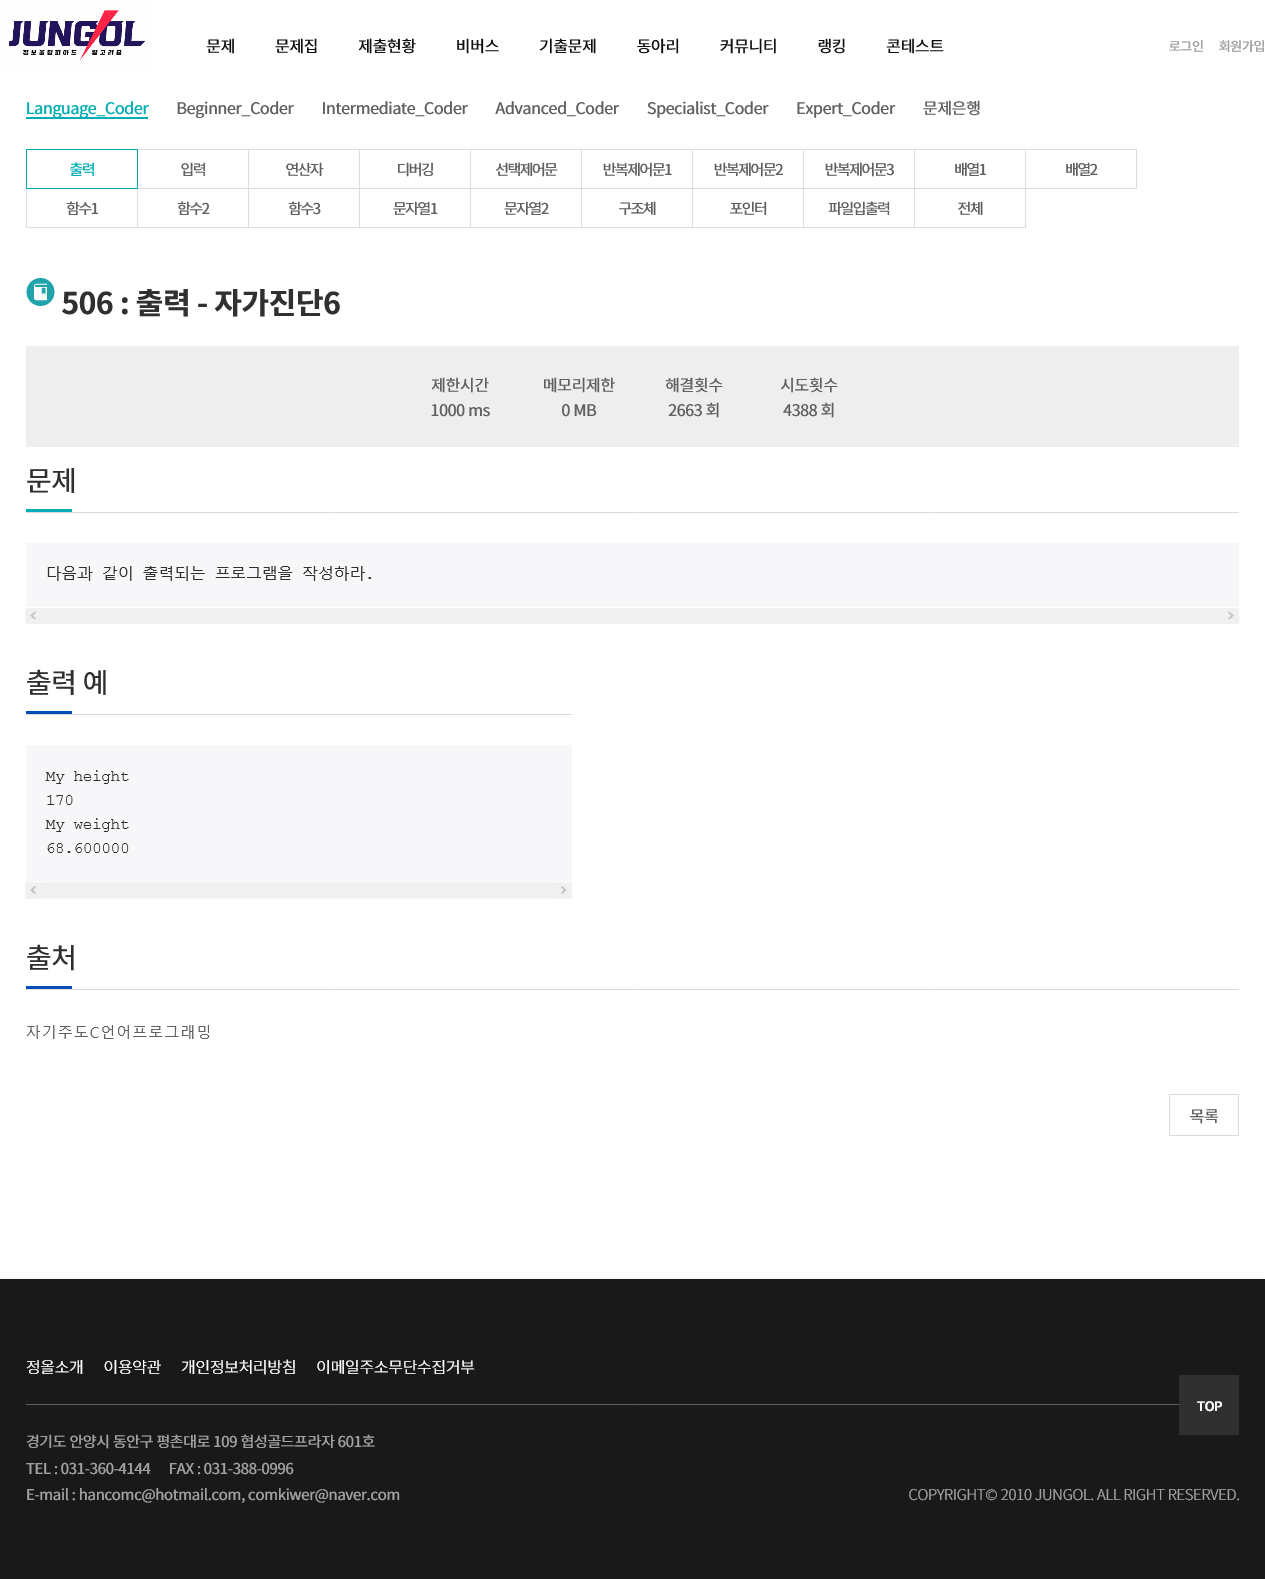 JUNGOL
정보올림피아드 알고리즘
문제 문제집 제출현황 비버스 기출문제 동아리 커뮤니티 랭킹 콘테스트 로그인 회원가입
Language_Coder Beginner_Coder Intermediate_Coder Advanced_Coder Specialist_Coder Expert_Coder 문제은행
출력 입력 연산자 디버깅 선택제어문 반복제어문1 반복제어문2 반복제어문3 배열1 배열2
함수1 함수2 함수3 문자열1 문자열2 구조체 포인터 파일입출력 전체
506 : 출력 - 자가진단6
제한시간 메모리제한 해결횟수 시도횟수
1000 ms 0 MB 2663 회 4388 회
문제
다음과 같이 출력되는 프로그램을 작성하라.
출력 예
My height
170
My weight
68.600000
출처
자기주도C언어프로그래밍
목록
정올소개 이용약관 개인정보처리방침 이메일주소무단수집거부
TOP
경기도 안양시 동안구 평촌대로 109 협성골드프라자 601호
TEL : 031-360-4144 FAX : 031-388-0996
E-mail : hancomc@hotmail.com, comkiwer@naver.com COPYRIGHT© 2010 JUNGOL. ALL RIGHT RESERVED.